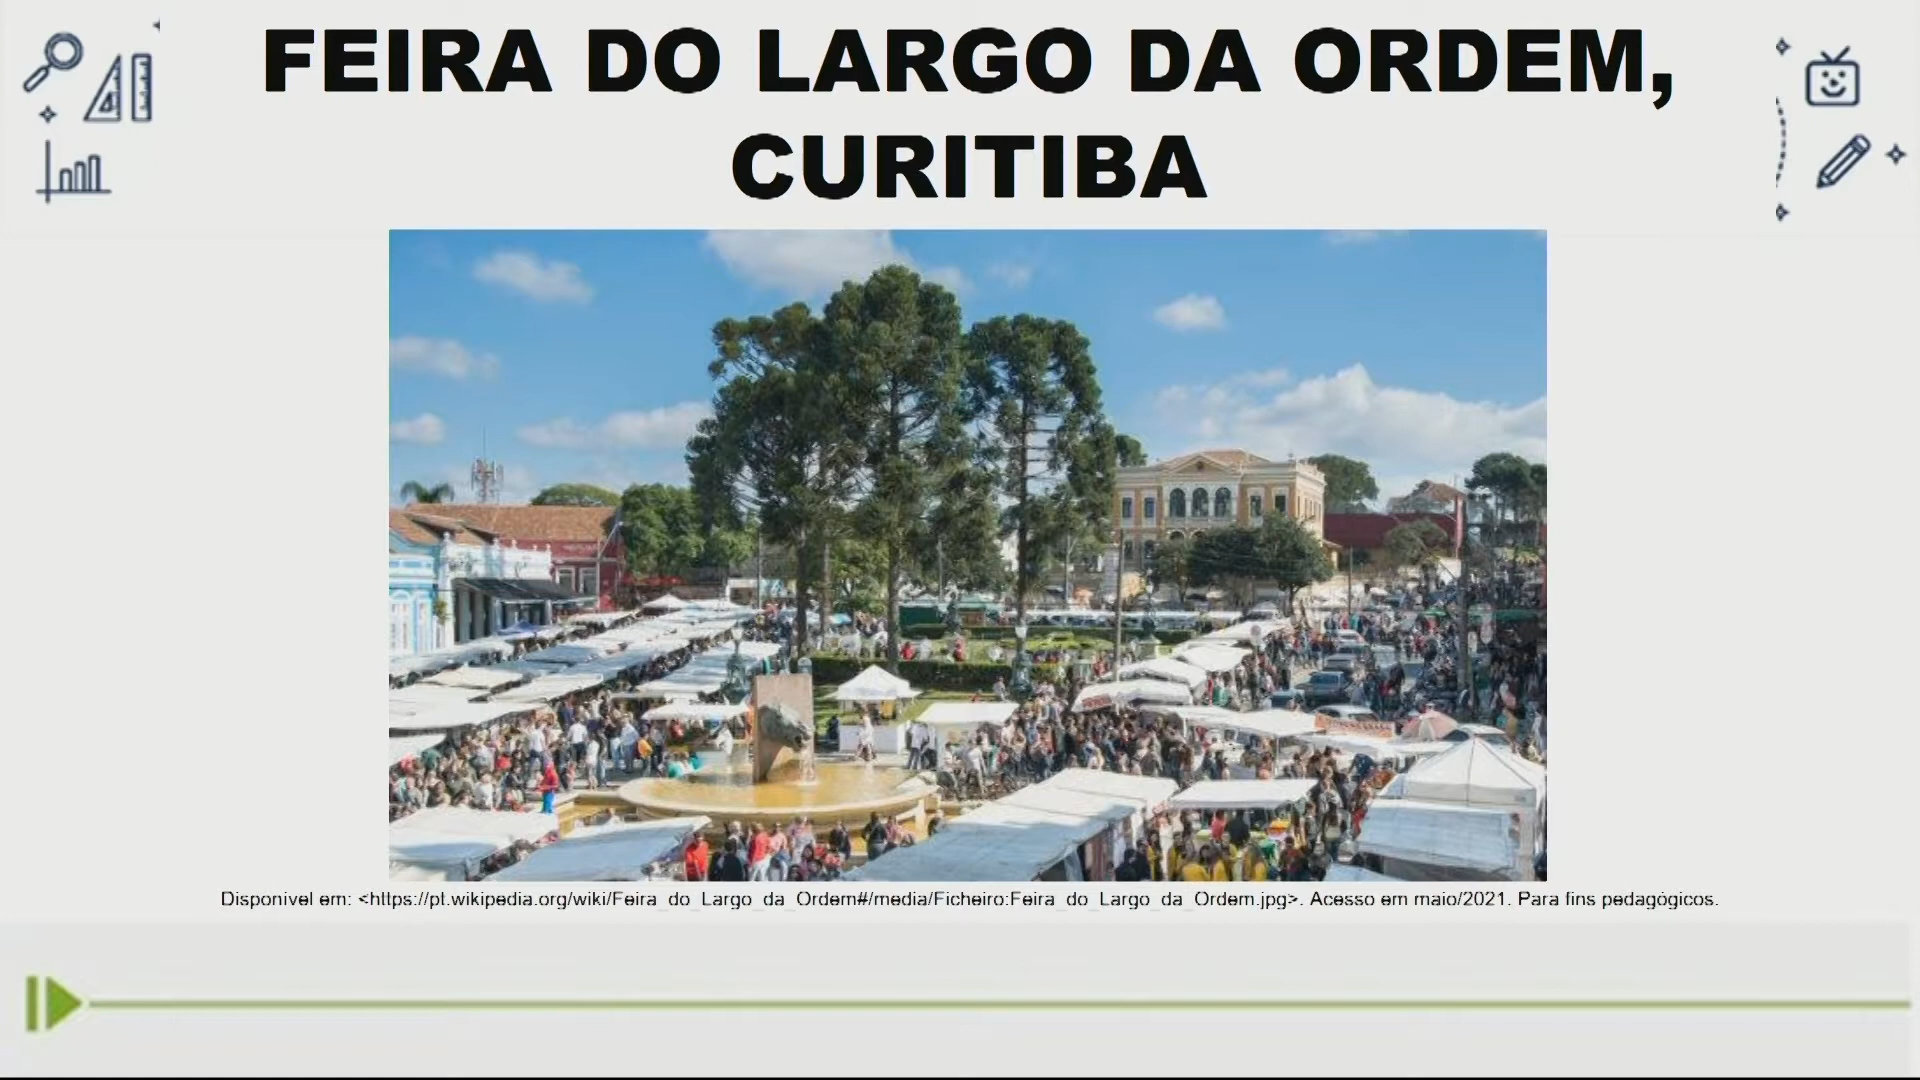 FEIRA DO LARGO DA ORDEM,
CURITIBA
Disponível em: <https://pt.wikipedia.org/wiki/Feira_do_Largo_da_Ordem#/media/Ficheiro:Feira_do_Largo_da_Ordem.jpg>. Acesso em maio/2021. Para fins pedagógicos.